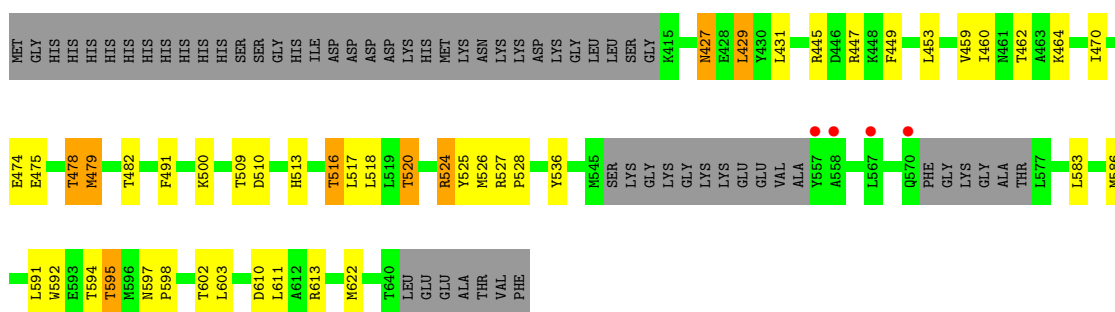 MET GLY HIS HIS HIS HIS HIS HIS HIS HIS HIS HIS SER SER GLY HIS ILE ASP ASP ASP ASP LYS HIS MET LYS ASN LYS LYS ASP LYS GLY LEU LEU SER GLY K415 N427 E428 L429 Y430 L431 R445 D446 R447 K448 F449 L453 V459 I460 N461 T462 A463 K464 I470
E474 E475 T478 M479 T482 F491 K500 T509 D510 H513 T516 L517 L518 L519 T520 R524 Y525 M526 R527 P528 Y536 M545 SER LYS GLY LYS GLY LYS LYS GLU GLU VAL ALA Y557 A558 L567 Q570 PHE GLY LYS GLY ALA THR L577 L583 M586
L591 W592 E593 T594 T595 M596 N597 P598 T602 L603 D610 L611 A612 R613 M622 T640 LEU GLU GLU ALA THR VAL PHE